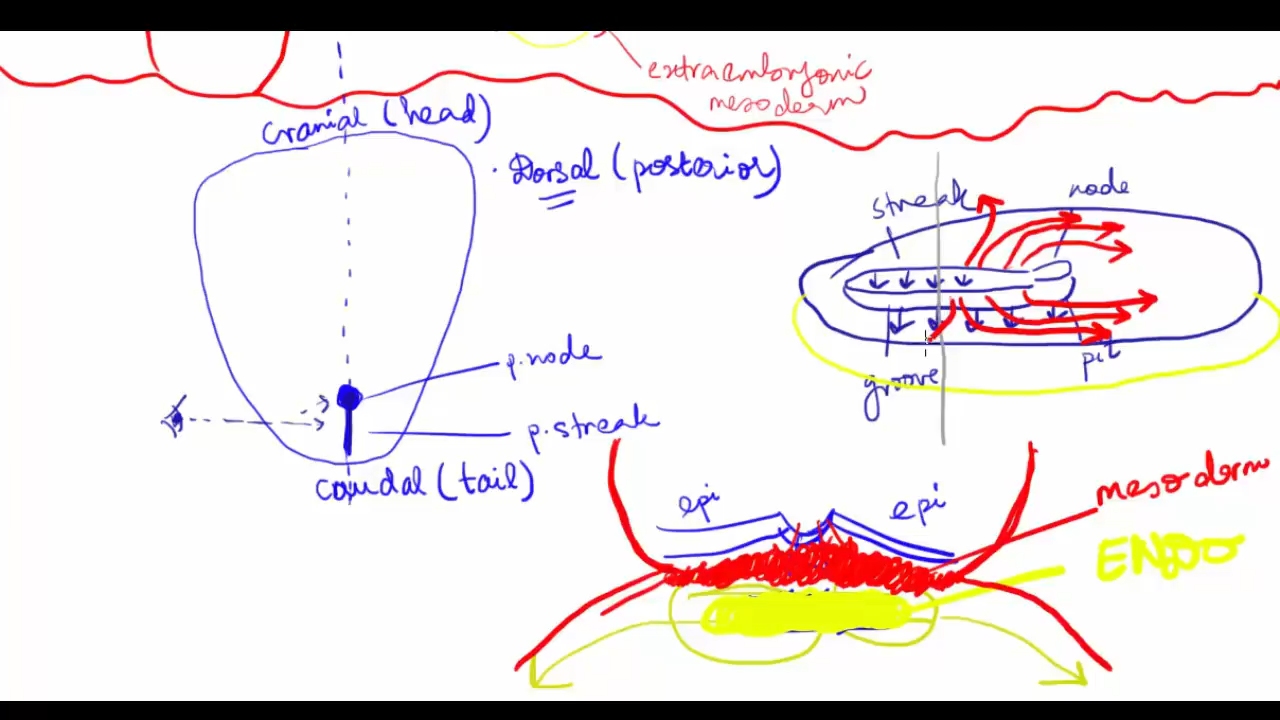 extraembryonic
mesoderm
cranial (head)
• Dorsal (posterior)
streak
node
p.node
pit
groove
p.streak
caudal (tail)
epi
epi
mesoderm
ENDO